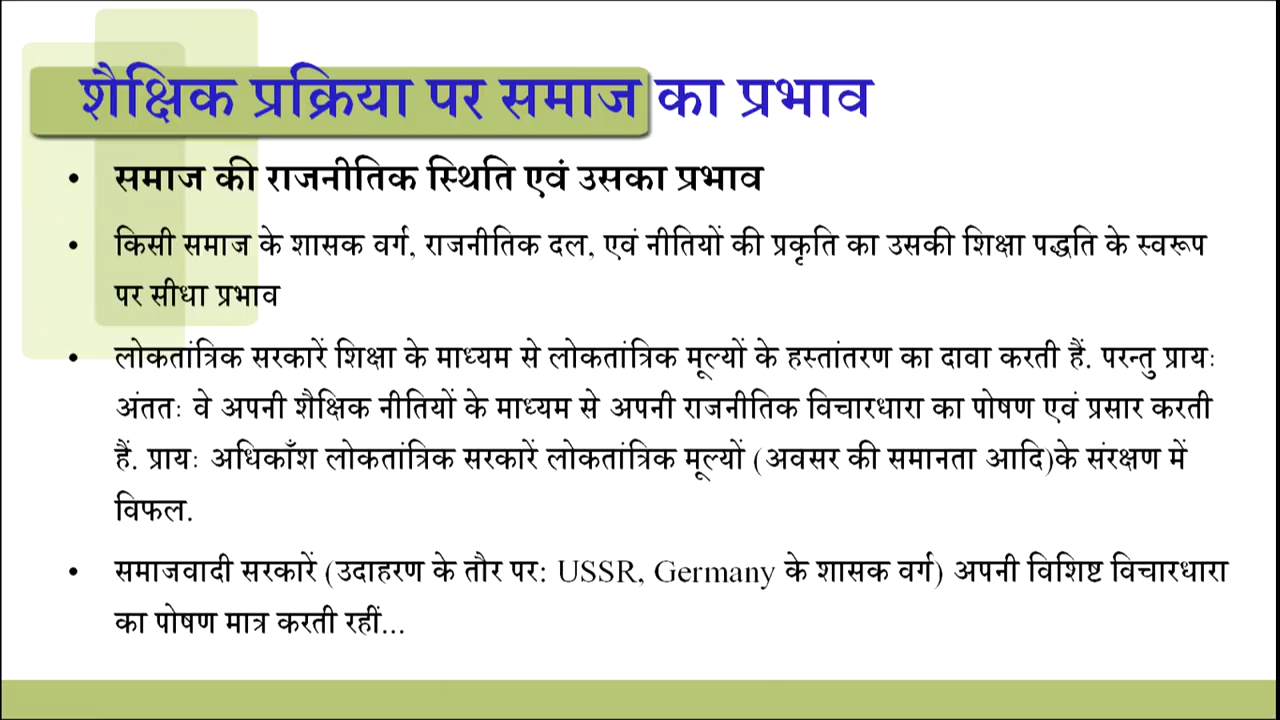 शैक्षिक प्रक्रिया पर समाज का प्रभाव
• समाज की राजनीतिक स्थिति एवं उसका प्रभाव
• किसी समाज के शासक वर्ग, राजनीतिक दल, एवं नीतियों की प्रकृति का उसकी शिक्षा पद्धति के स्वरूप
पर सीधा प्रभाव
• लोकतांत्रिक सरकारें शिक्षा के माध्यम से लोकतांत्रिक मूल्यों के हस्तांतरण का दावा करती हैं. परन्तु प्रायः
अंततः वे अपनी शैक्षिक नीतियों के माध्यम से अपनी राजनीतिक विचारधारा का पोषण एवं प्रसार करती
हैं. प्रायः अधिकाँश लोकतांत्रिक सरकारें लोकतांत्रिक मूल्यों (अवसर की समानता आदि)के संरक्षण में
विफल.
• समाजवादी सरकारें (उदाहरण के तौर पर: USSR, Germany के शासक वर्ग) अपनी विशिष्ट विचारधारा
का पोषण मात्र करती रहीं...